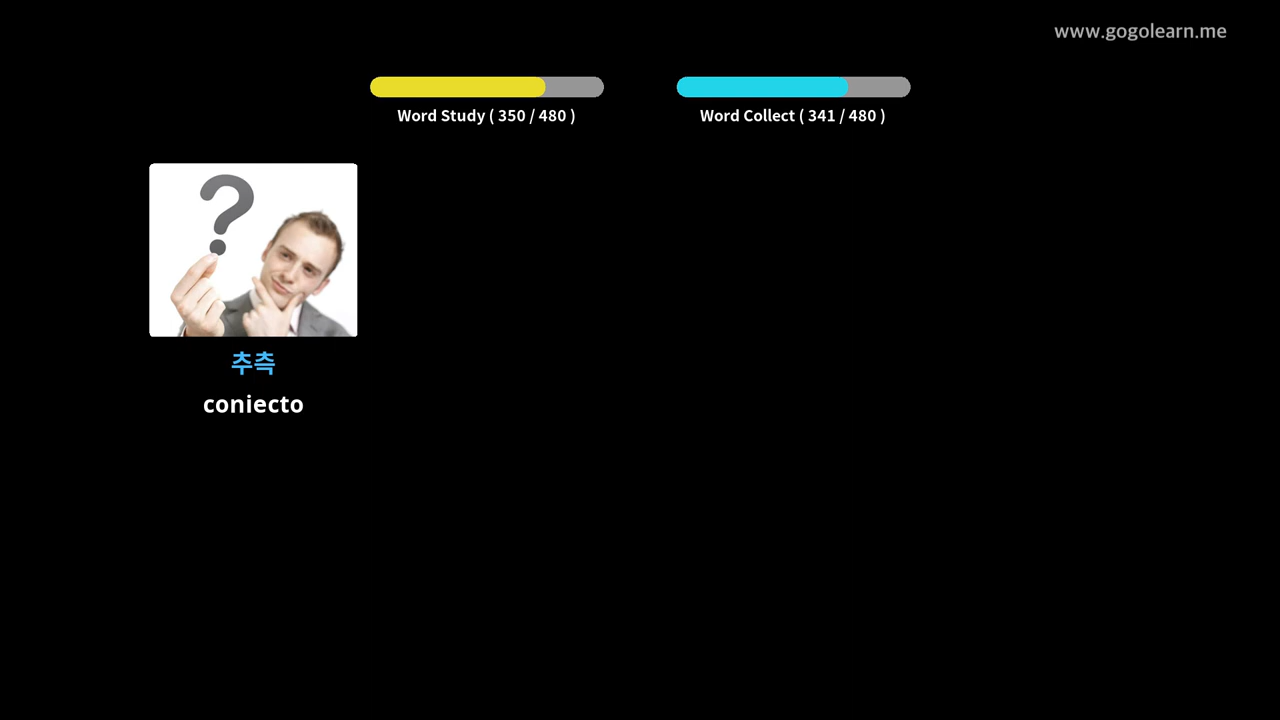 www.gogolearn.me
Word Study ( 350 / 480 )
Word Collect ( 341 / 480 )
?
추측
coniecto